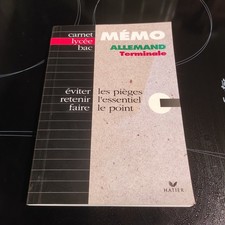 carnet
lycée
bac
MÉMO
ALLEMAND
Terminale
éviter les pièges
retenir l'essentiel
faire le point
HATIER